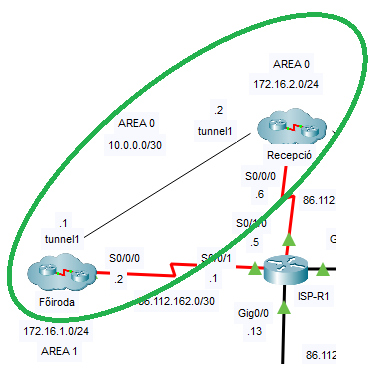 AREA 0
172.16.2.0/24
.2
tunnel1
AREA 0
10.0.0.0/30
Recepció
S0/0/0
.6
86.112
.1
tunnel1
S0/1/0
.5
G
S0/0/0
.2
S0/0/1
.1
Fôiroda
86.112.162.0/30
ISP-R1
172.16.1.0/24
AREA 1
Gig0/0
.13
86.112